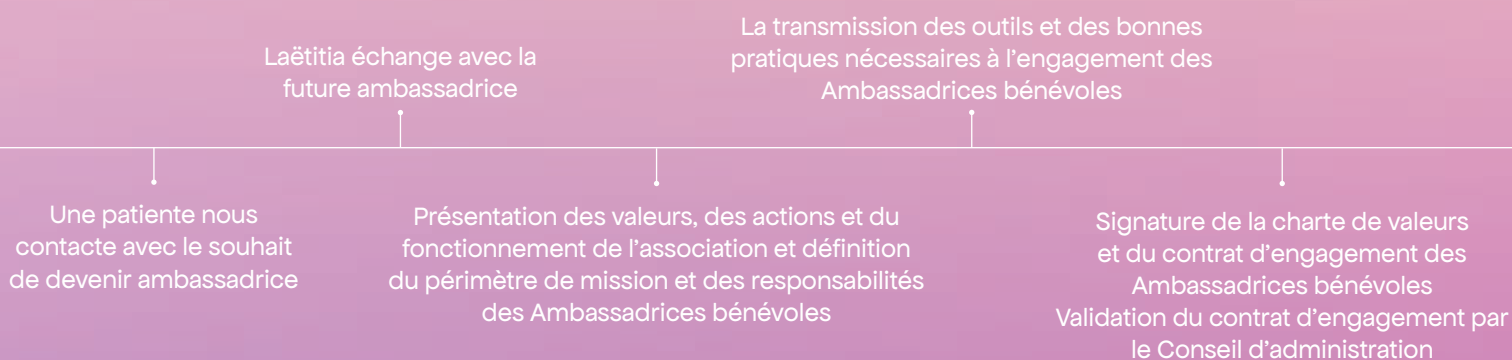 Une patiente nous
contacte avec le souhait
de devenir ambassadrice
Laëtitia échange avec la
future ambassadrice
Présentation des valeurs, des actions et du
fonctionnement de l'association et définition
du périmètre de mission et des responsabilités
des Ambassadrices bénévoles
La transmission des outils et des bonnes
pratiques nécessaires à l'engagement des
Ambassadrices bénévoles
Signature de la charte de valeurs
et du contrat d'engagement des
Ambassadrices bénévoles
Validation du contrat d'engagement par
le Conseil d'administration